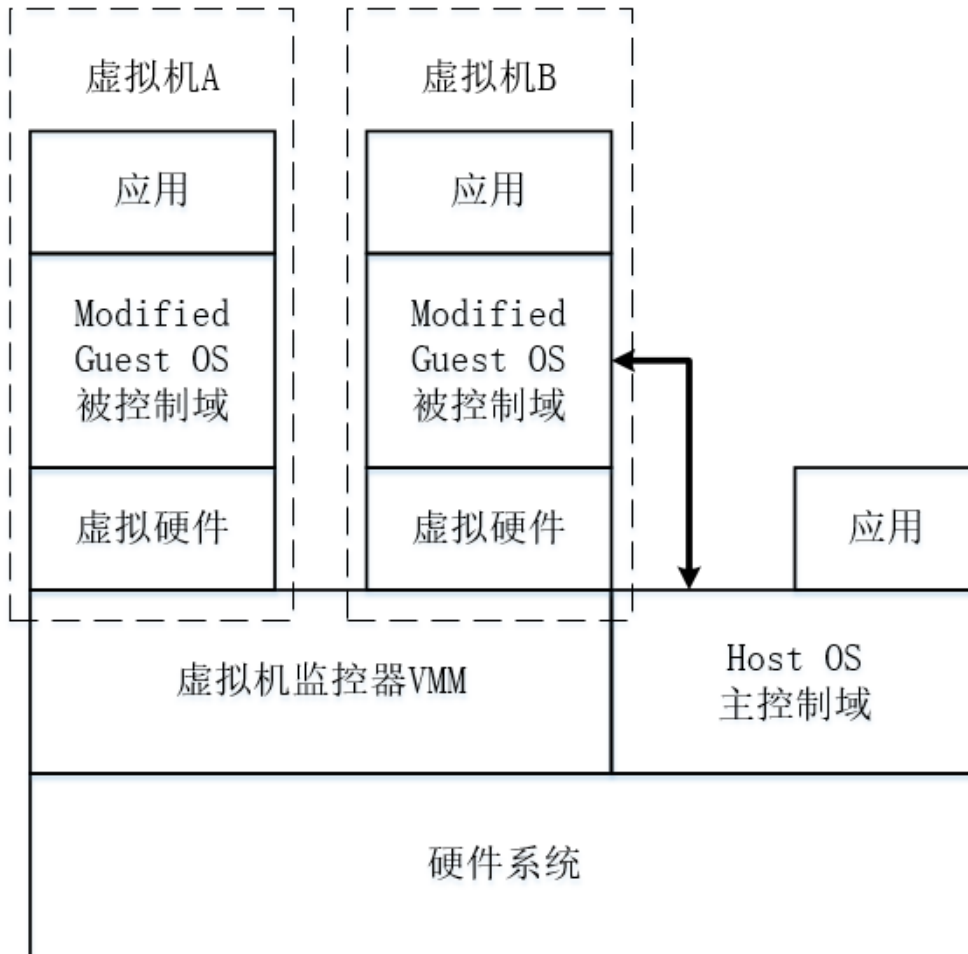 虚拟机A
虚拟机B
应用
应用
Modified
Guest OS
被控制域
Modified
Guest OS
被控制域
虚拟硬件
虚拟硬件
应用
虚拟机监控器VMM
Host OS
主控制域
硬件系统